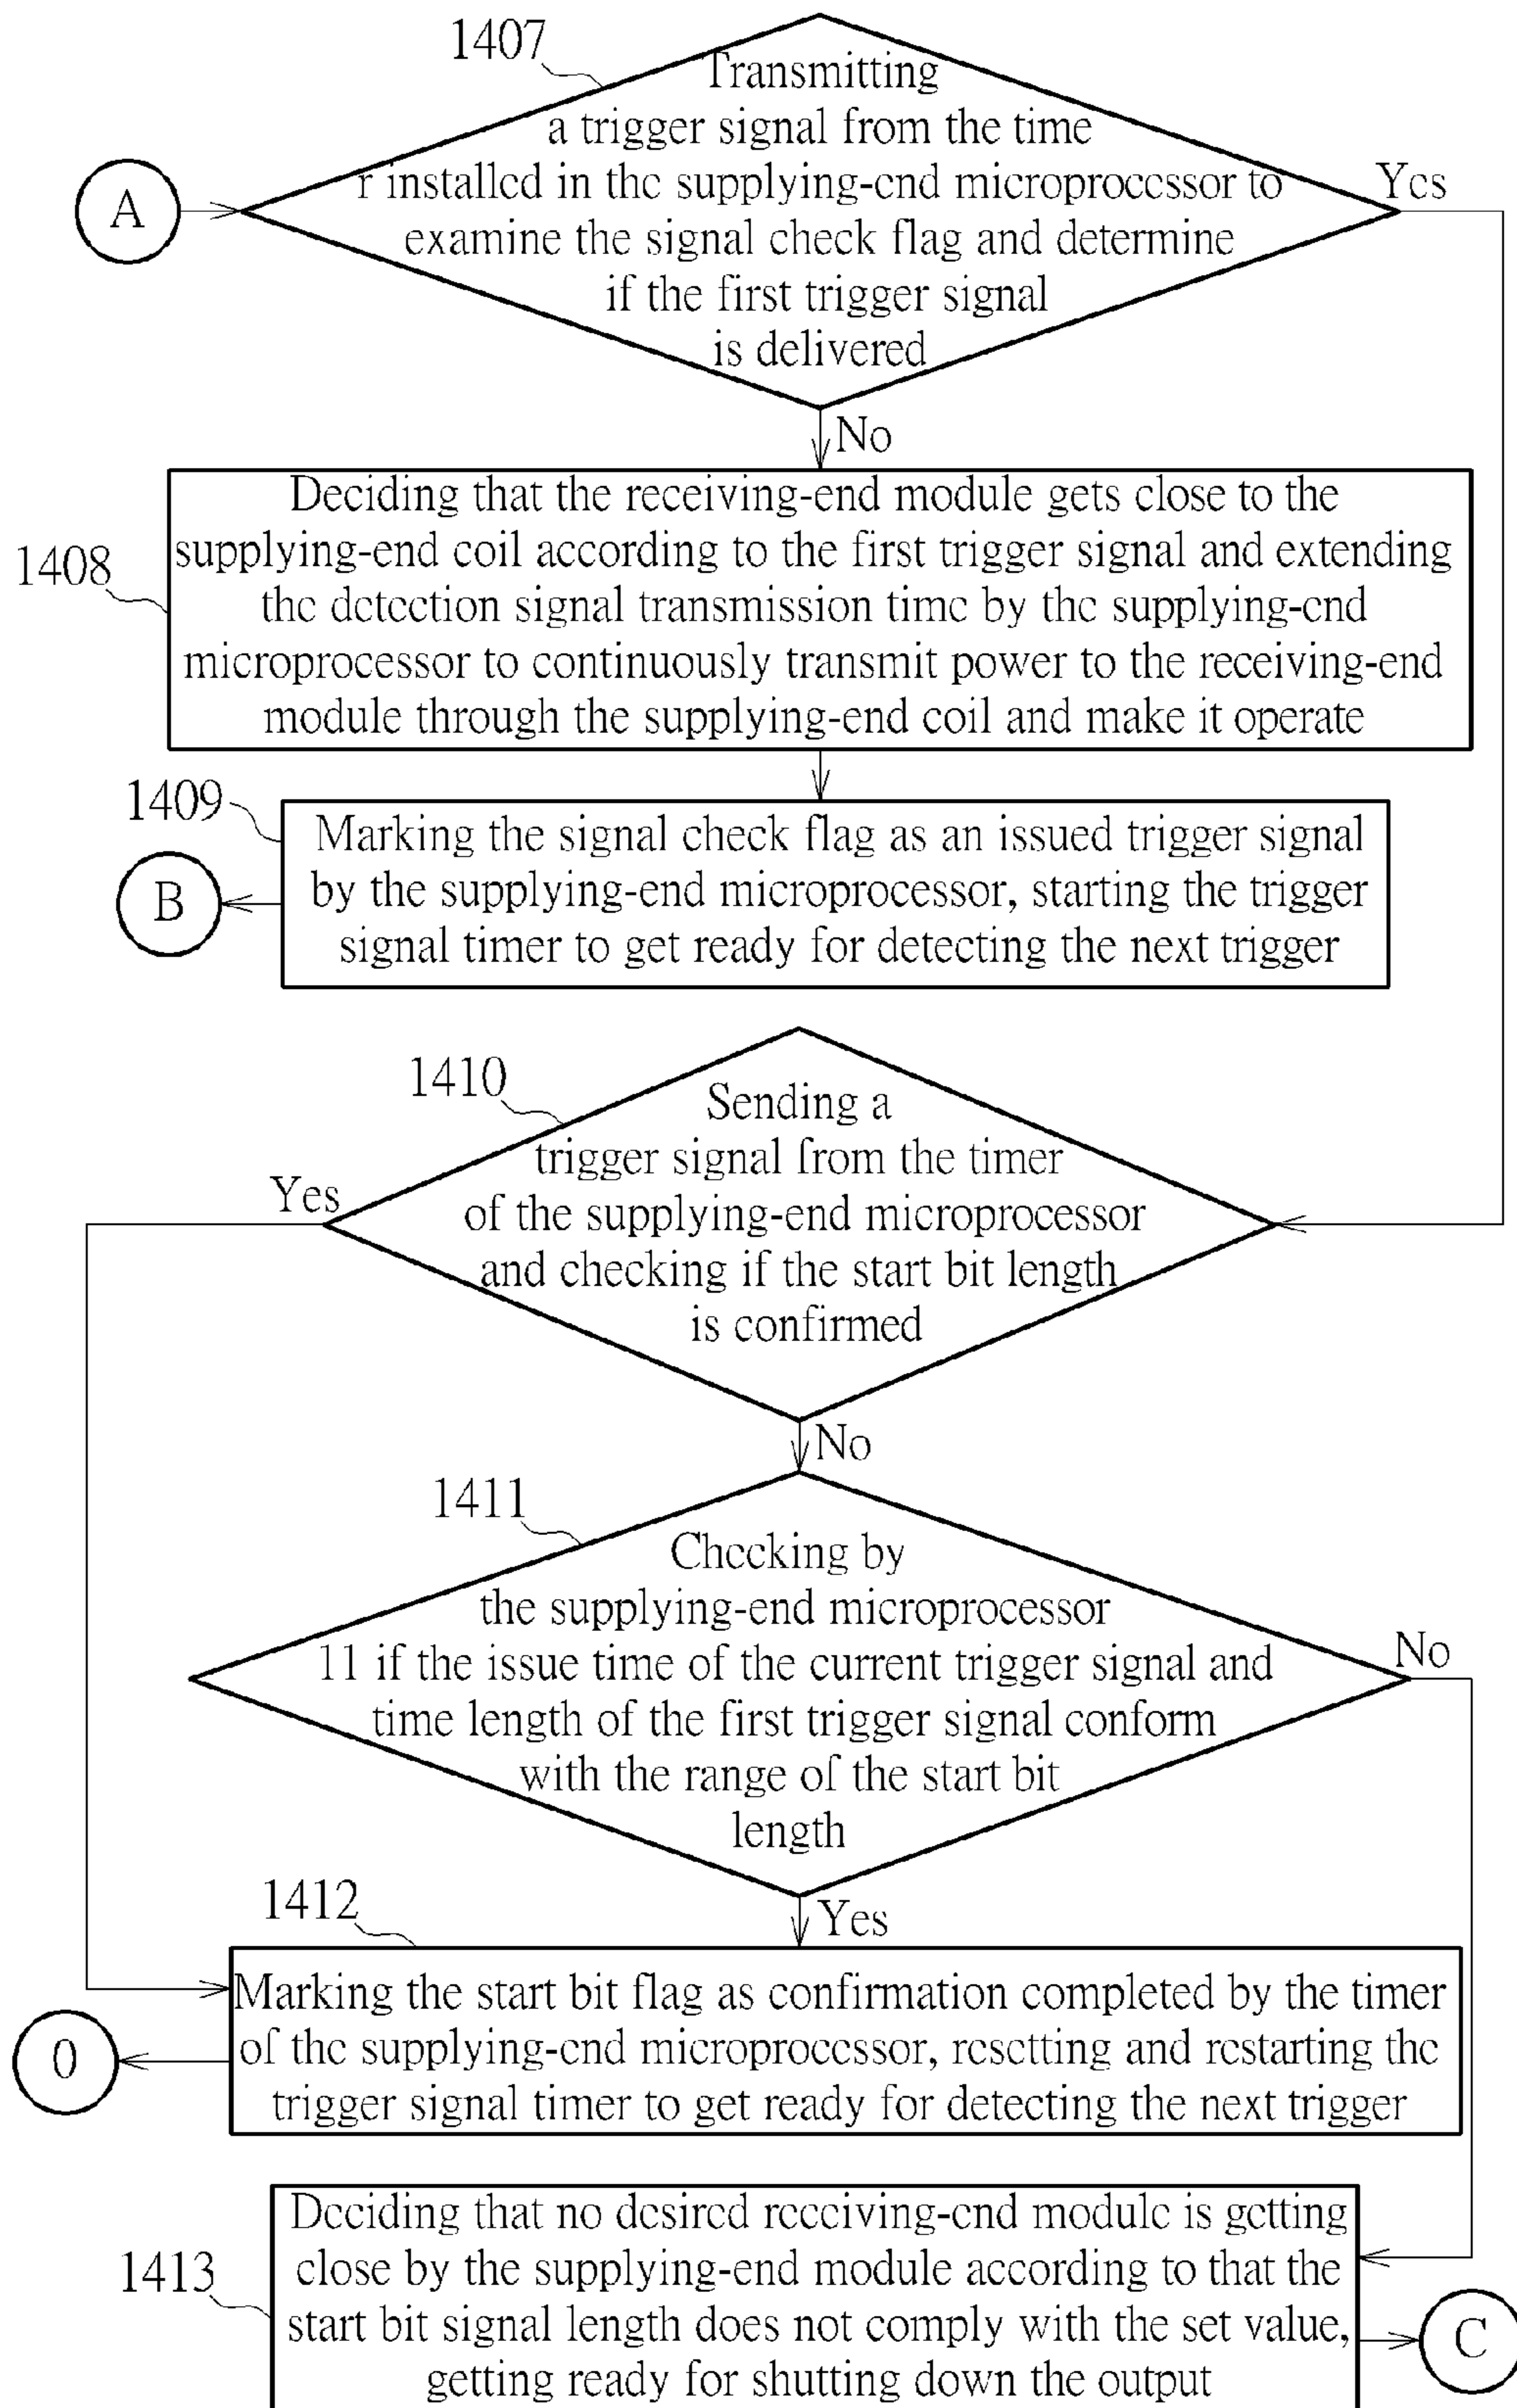 1407
Transmitting
a trigger signal from the time
r installed in the supplying-end microprocessor to
examine the signal check flag and determine
if the first trigger signal
is delivered
A
Yes
No
1408
Deciding that the receiving-end module gets close to the
supplying-end coil according to the first trigger signal and extending
the detection signal transmission time by the supplying-end
microprocessor to continuously transmit power to the receiving-end
module through the supplying-end coil and make it operate
1409
Marking the signal check flag as an issued trigger signal
by the supplying-end microprocessor, starting the trigger
signal timer to get ready for detecting the next trigger
B
1410
Sending a
trigger signal from the timer
of the supplying-end microprocessor
and checking if the start bit length
is confirmed
Yes
No
1411
Checking by
the supplying-end microprocessor
11 if the issue time of the current trigger signal and
time length of the first trigger signal conform
with the range of the start bit
length
No
Yes
1412
Marking the start bit flag as confirmation completed by the timer
of the supplying-end microprocessor, resetting and restarting the
trigger signal timer to get ready for detecting the next trigger
0
1413
Deciding that no desired receiving-end module is getting
close by the supplying-end module according to that the
start bit signal length does not comply with the set value,
getting ready for shutting down the output
C